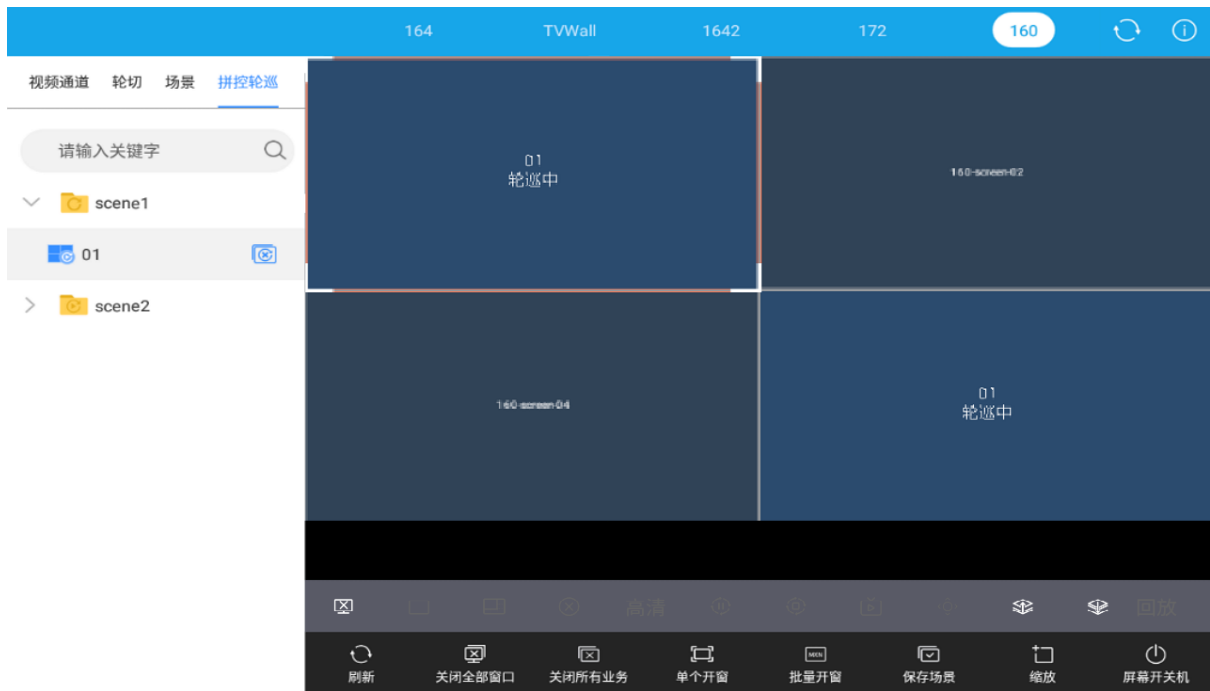 164 TVWall 1642 172 160
视频通道 轮切 场景 拼控轮巡
请输入关键字
scene1
01
scene2
01
轮巡中
160-screen-02
160-screen-04
01
轮巡中
高清 回放
刷新 关闭全部窗口 关闭所有业务 单个开窗 批量开窗 保存场景 缩放 屏幕开关机